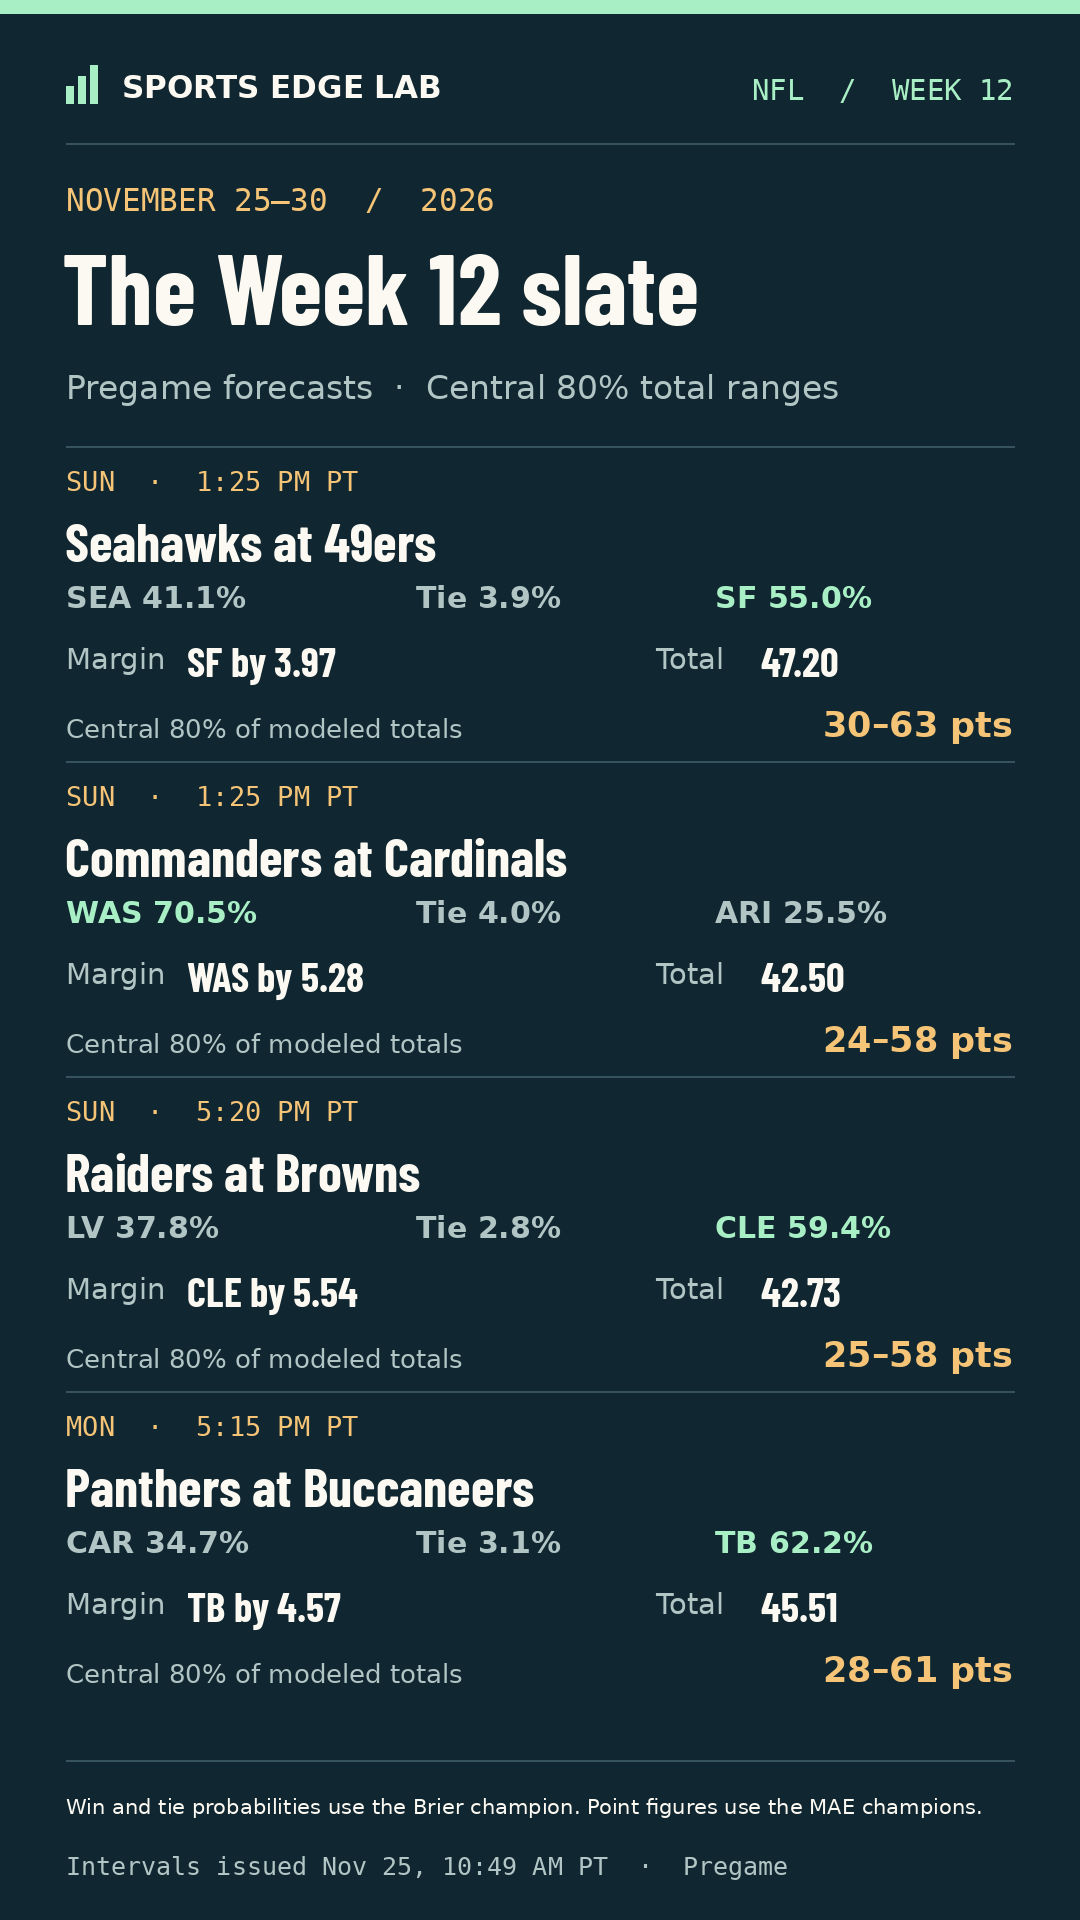 SPORTS EDGE LAB
NFL / WEEK 12
NOVEMBER 25–30 / 2026
The Week 12 slate
Pregame forecasts · Central 80% total ranges
SUN · 1:25 PM PT
Seahawks at 49ers
SEA 41.1% Tie 3.9% SF 55.0%
Margin SF by 3.97 Total 47.20
Central 80% of modeled totals 30–63 pts
SUN · 1:25 PM PT
Commanders at Cardinals
WAS 70.5% Tie 4.0% ARI 25.5%
Margin WAS by 5.28 Total 42.50
Central 80% of modeled totals 24–58 pts
SUN · 5:20 PM PT
Raiders at Browns
LV 37.8% Tie 2.8% CLE 59.4%
Margin CLE by 5.54 Total 42.73
Central 80% of modeled totals 25–58 pts
MON · 5:15 PM PT
Panthers at Buccaneers
CAR 34.7% Tie 3.1% TB 62.2%
Margin TB by 4.57 Total 45.51
Central 80% of modeled totals 28–61 pts
Win and tie probabilities use the Brier champion. Point figures use the MAE champions.
Intervals issued Nov 25, 10:49 AM PT · Pregame